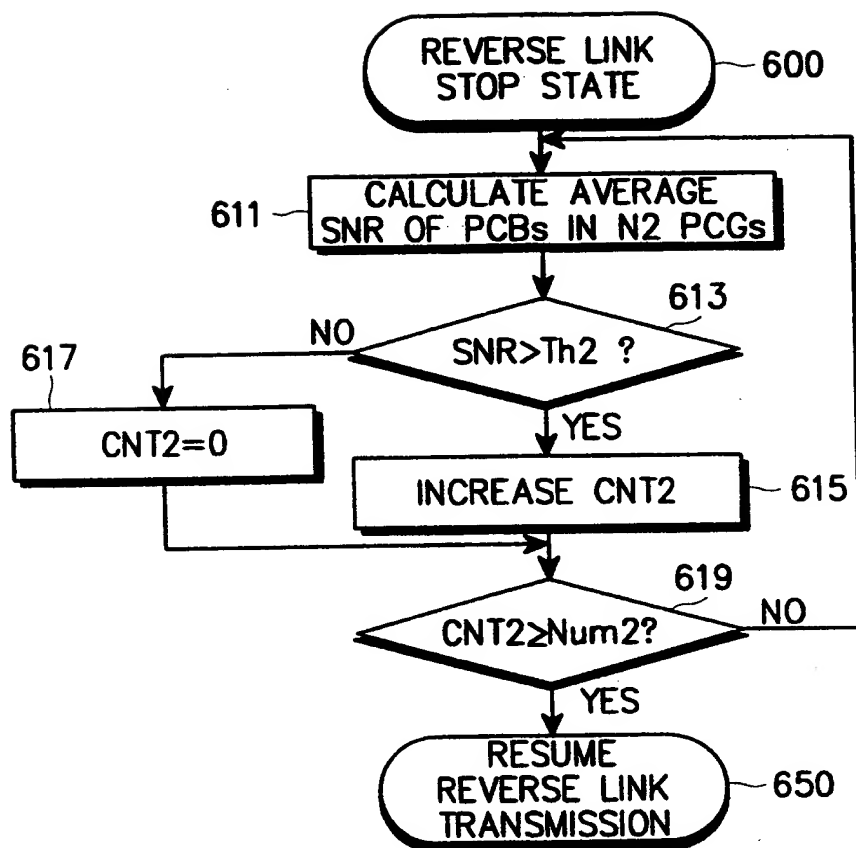 REVERSE LINK
STOP STATE
600
611
CALCULATE AVERAGE
SNR OF PCBs IN N2 PCGs
613
SNR>Th2 ?
NO
617
CNT2=0
YES
INCREASE CNT2
615
619
CNT2≥Num2?
NO
YES
RESUME
REVERSE LINK
TRANSMISSION
650